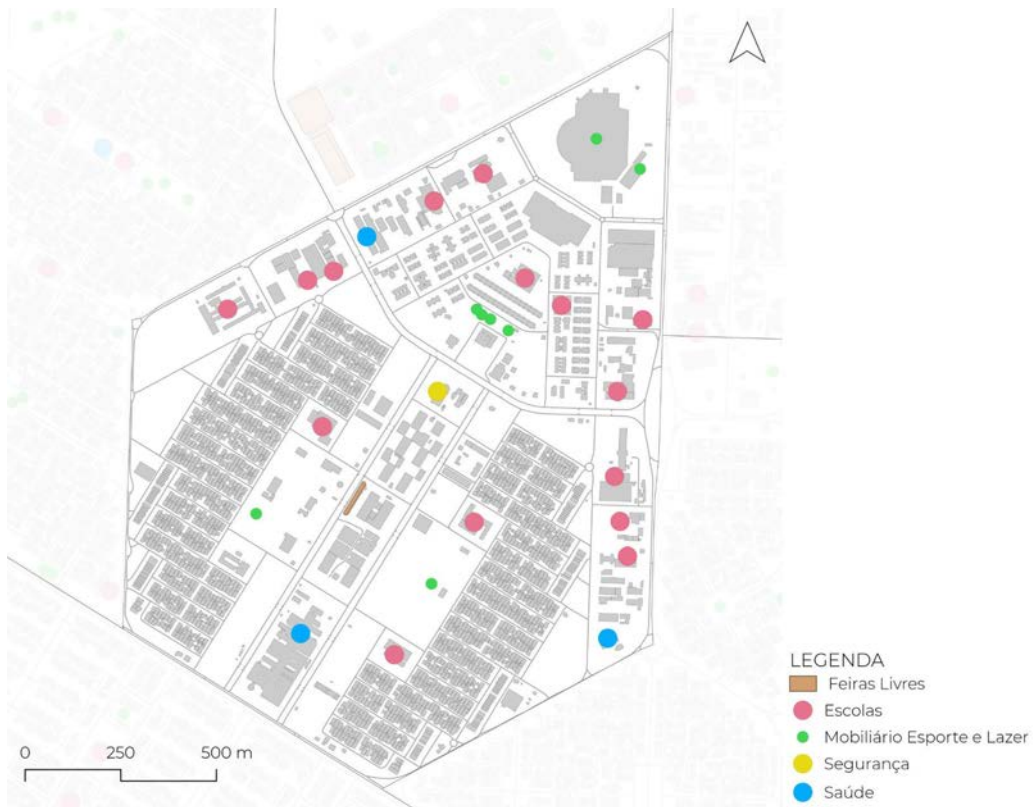 0 250 500 m
LEGENDA
Feiras Livres
Escolas
Mobiliário Esporte e Lazer
Segurança
Saúde